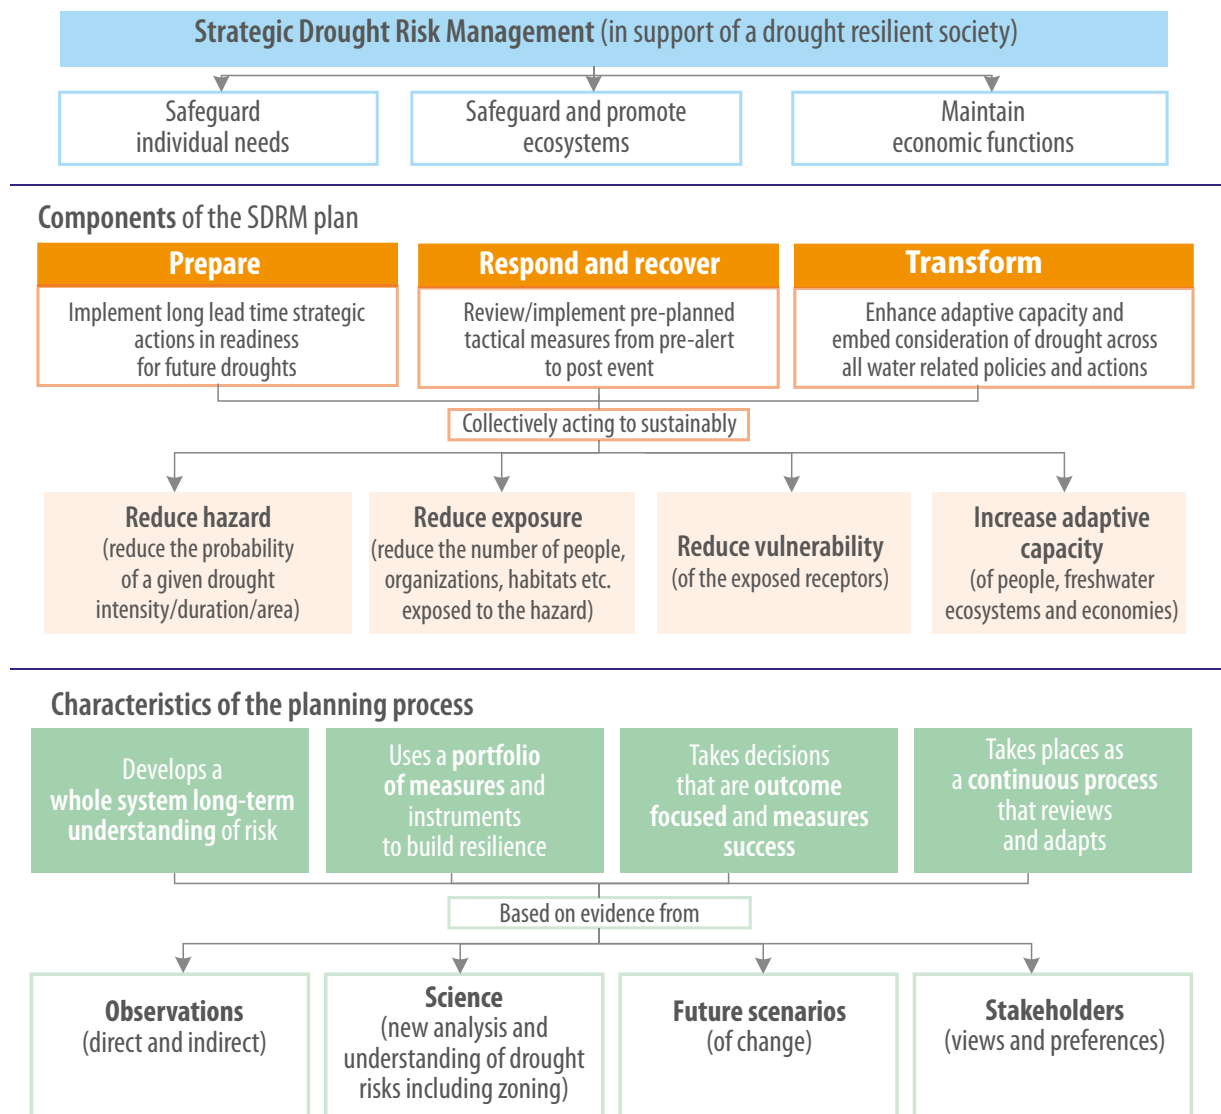 Strategic Drought Risk Management (in support of a drought resilient society)
Safeguard
individual needs
Safeguard and promote
ecosystems
Maintain
economic functions
Components of the SDRM plan
Prepare
Implement long lead time strategic
actions in readiness
for future droughts
Respond and recover
Review/implement pre-planned
tactical measures from pre-alert
to post event
Transform
Enhance adaptive capacity and
embed consideration of drought across
all water related policies and actions
Collectively acting to sustainably
Reduce hazard
(reduce the probability
of a given drought
intensity/duration/area)
Reduce exposure
(reduce the number of people,
organizations, habitats etc.
exposed to the hazard)
Reduce vulnerability
(of the exposed receptors)
Increase adaptive
capacity
(of people, freshwater
ecosystems and economies)
Characteristics of the planning process
Develops a
whole system long-term
understanding of risk
Uses a portfolio
of measures and
instruments
to build resilience
Takes decisions
that are outcome
focused and measures
success
Takes places as
a continuous process
that reviews
and adapts
Based on evidence from
Observations
(direct and indirect)
Science
(new analysis and
understanding of drought
risks including zoning)
Future scenarios
(of change)
Stakeholders
(views and preferences)